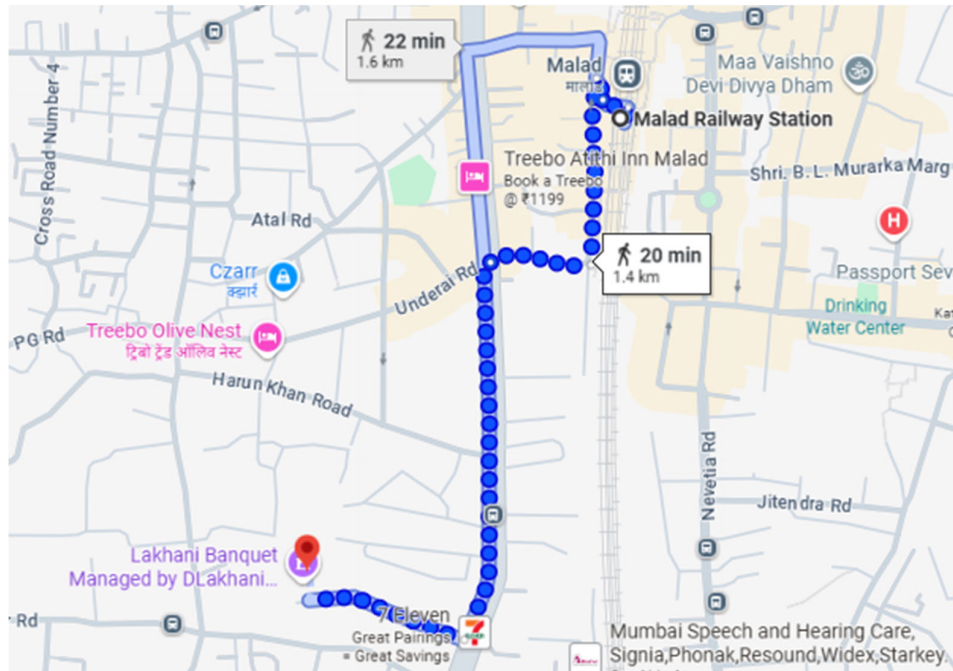 22 min
1.6 km
Malad
Maa Vaishno
Devi Divya Dham
Malad Railway Station
Cross Road Number 4
Treebo Atithi Inn Malad
Book a Treebo
@ ₹1199
Shri. B. L. Murarka Marg
Atal Rd
20 min
1.4 km
Czarr
क्झार्र
Underai Rd
Passport Sev
Drinking
Water Center
Kat
PG Rd
Treebo Olive Nest
ट्रिबो ट्रेंड ऑलिव नेस्ट
Harun Khan Road
Nevetia Rd
Jitendra Rd
Lakhani Banquet
Managed by DLakhani...
Rd
7 Eleven
Great Pairings
= Great Savings
Mumbai Speech and Hearing Care,
Signia,Phonak,Resound,Widex,Starkey.